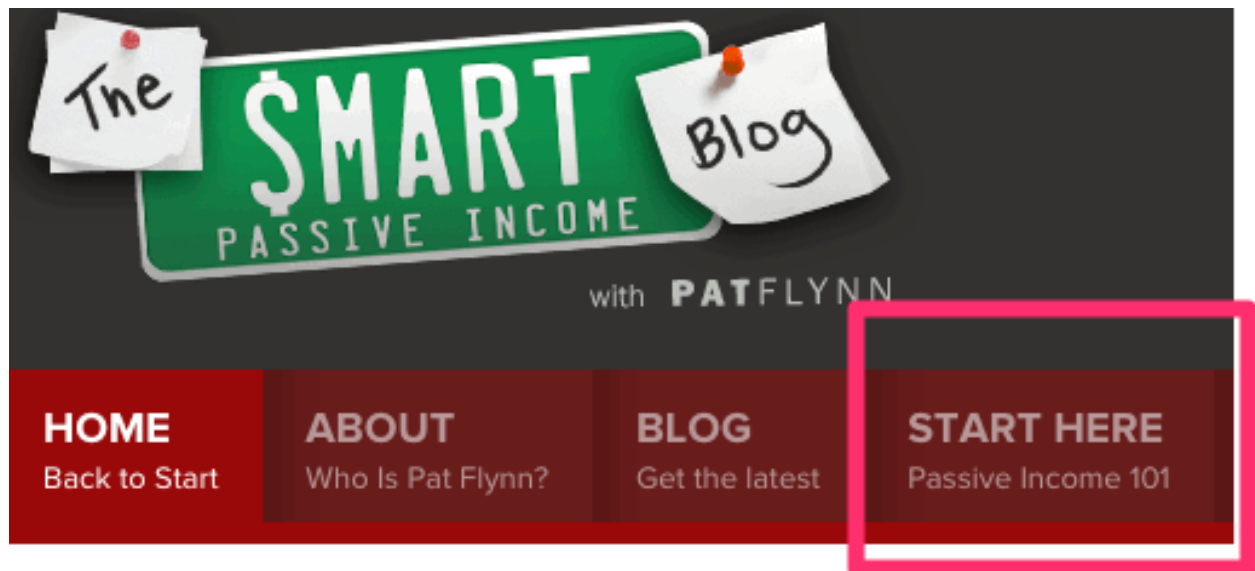 The $MART Blog
PASSIVE INCOME
with PATFLYNN
HOME
Back to Start
ABOUT
Who Is Pat Flynn?
BLOG
Get the latest
START HERE
Passive Income 101